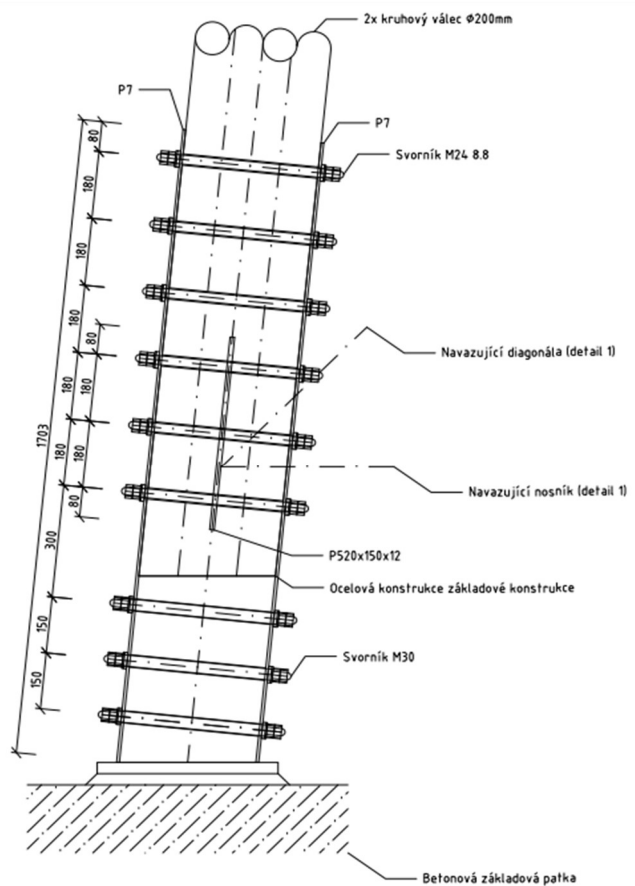 2x kruhový válec Φ200mm
P7
P7
Svorník M24 8.8
80
180
180
180
80
180
180
180
180
80
1703
300
150
150
Navazující diagonála (detail 1)
Navazující nosník (detail 1)
P520x150x12
Ocelová konstrukce základové konstrukce
Svorník M30
Betonová základová patka